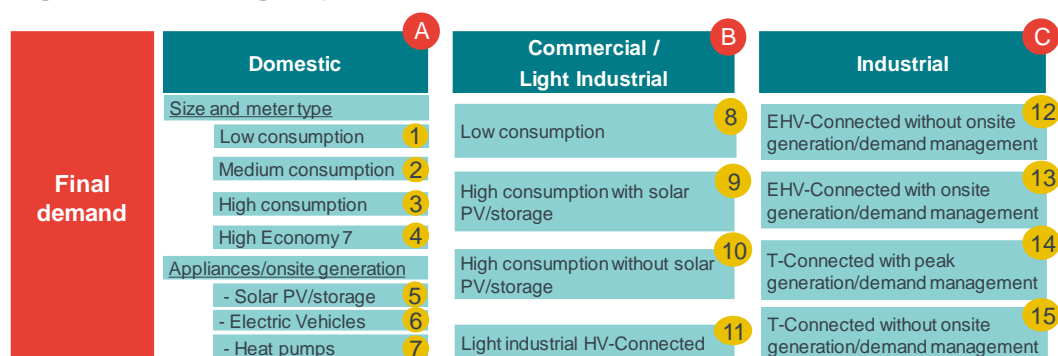 Final
demand
A
Domestic
Size and meter type
Low consumption 1
Medium consumption 2
High consumption 3
High Economy 7 4
Appliances/onsite generation
- Solar PV/storage 5
- Electric Vehicles 6
- Heat pumps 7
B
Commercial /
Light Industrial
Low consumption 8
High consumption with solar 9
PV/storage
High consumption without solar 10
PV/storage
Light industrial HV-Connected 11
C
Industrial
EHV-Connected without onsite 12
generation/demand management
EHV-Connected with onsite 13
generation/demand management
T-Connected with peak 14
generation/demand management
T-Connected without onsite 15
generation/demand management